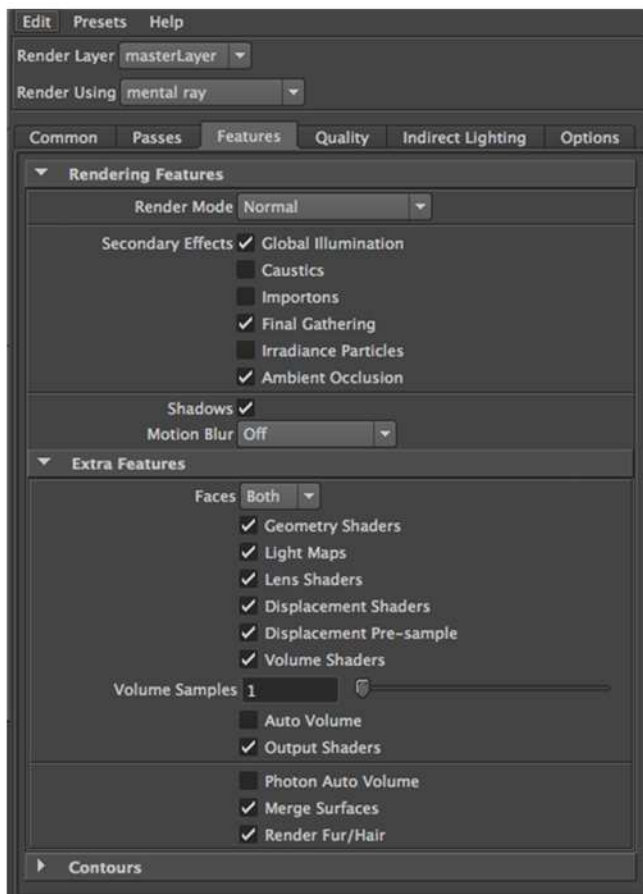 Edit Presets Help
Render Layer masterLayer
Render Using mental ray
Common Passes Features Quality Indirect Lighting Options
Rendering Features
Render Mode Normal
Secondary Effects Global Illumination
Caustics
Importons
Final Gathering
Irradiance Particles
Ambient Occlusion
Shadows
Motion Blur Off
Extra Features
Faces Both
Geometry Shaders
Light Maps
Lens Shaders
Displacement Shaders
Displacement Pre-sample
Volume Shaders
Volume Samples 1
Auto Volume
Output Shaders
Photon Auto Volume
Merge Surfaces
Render Fur/Hair
Contours